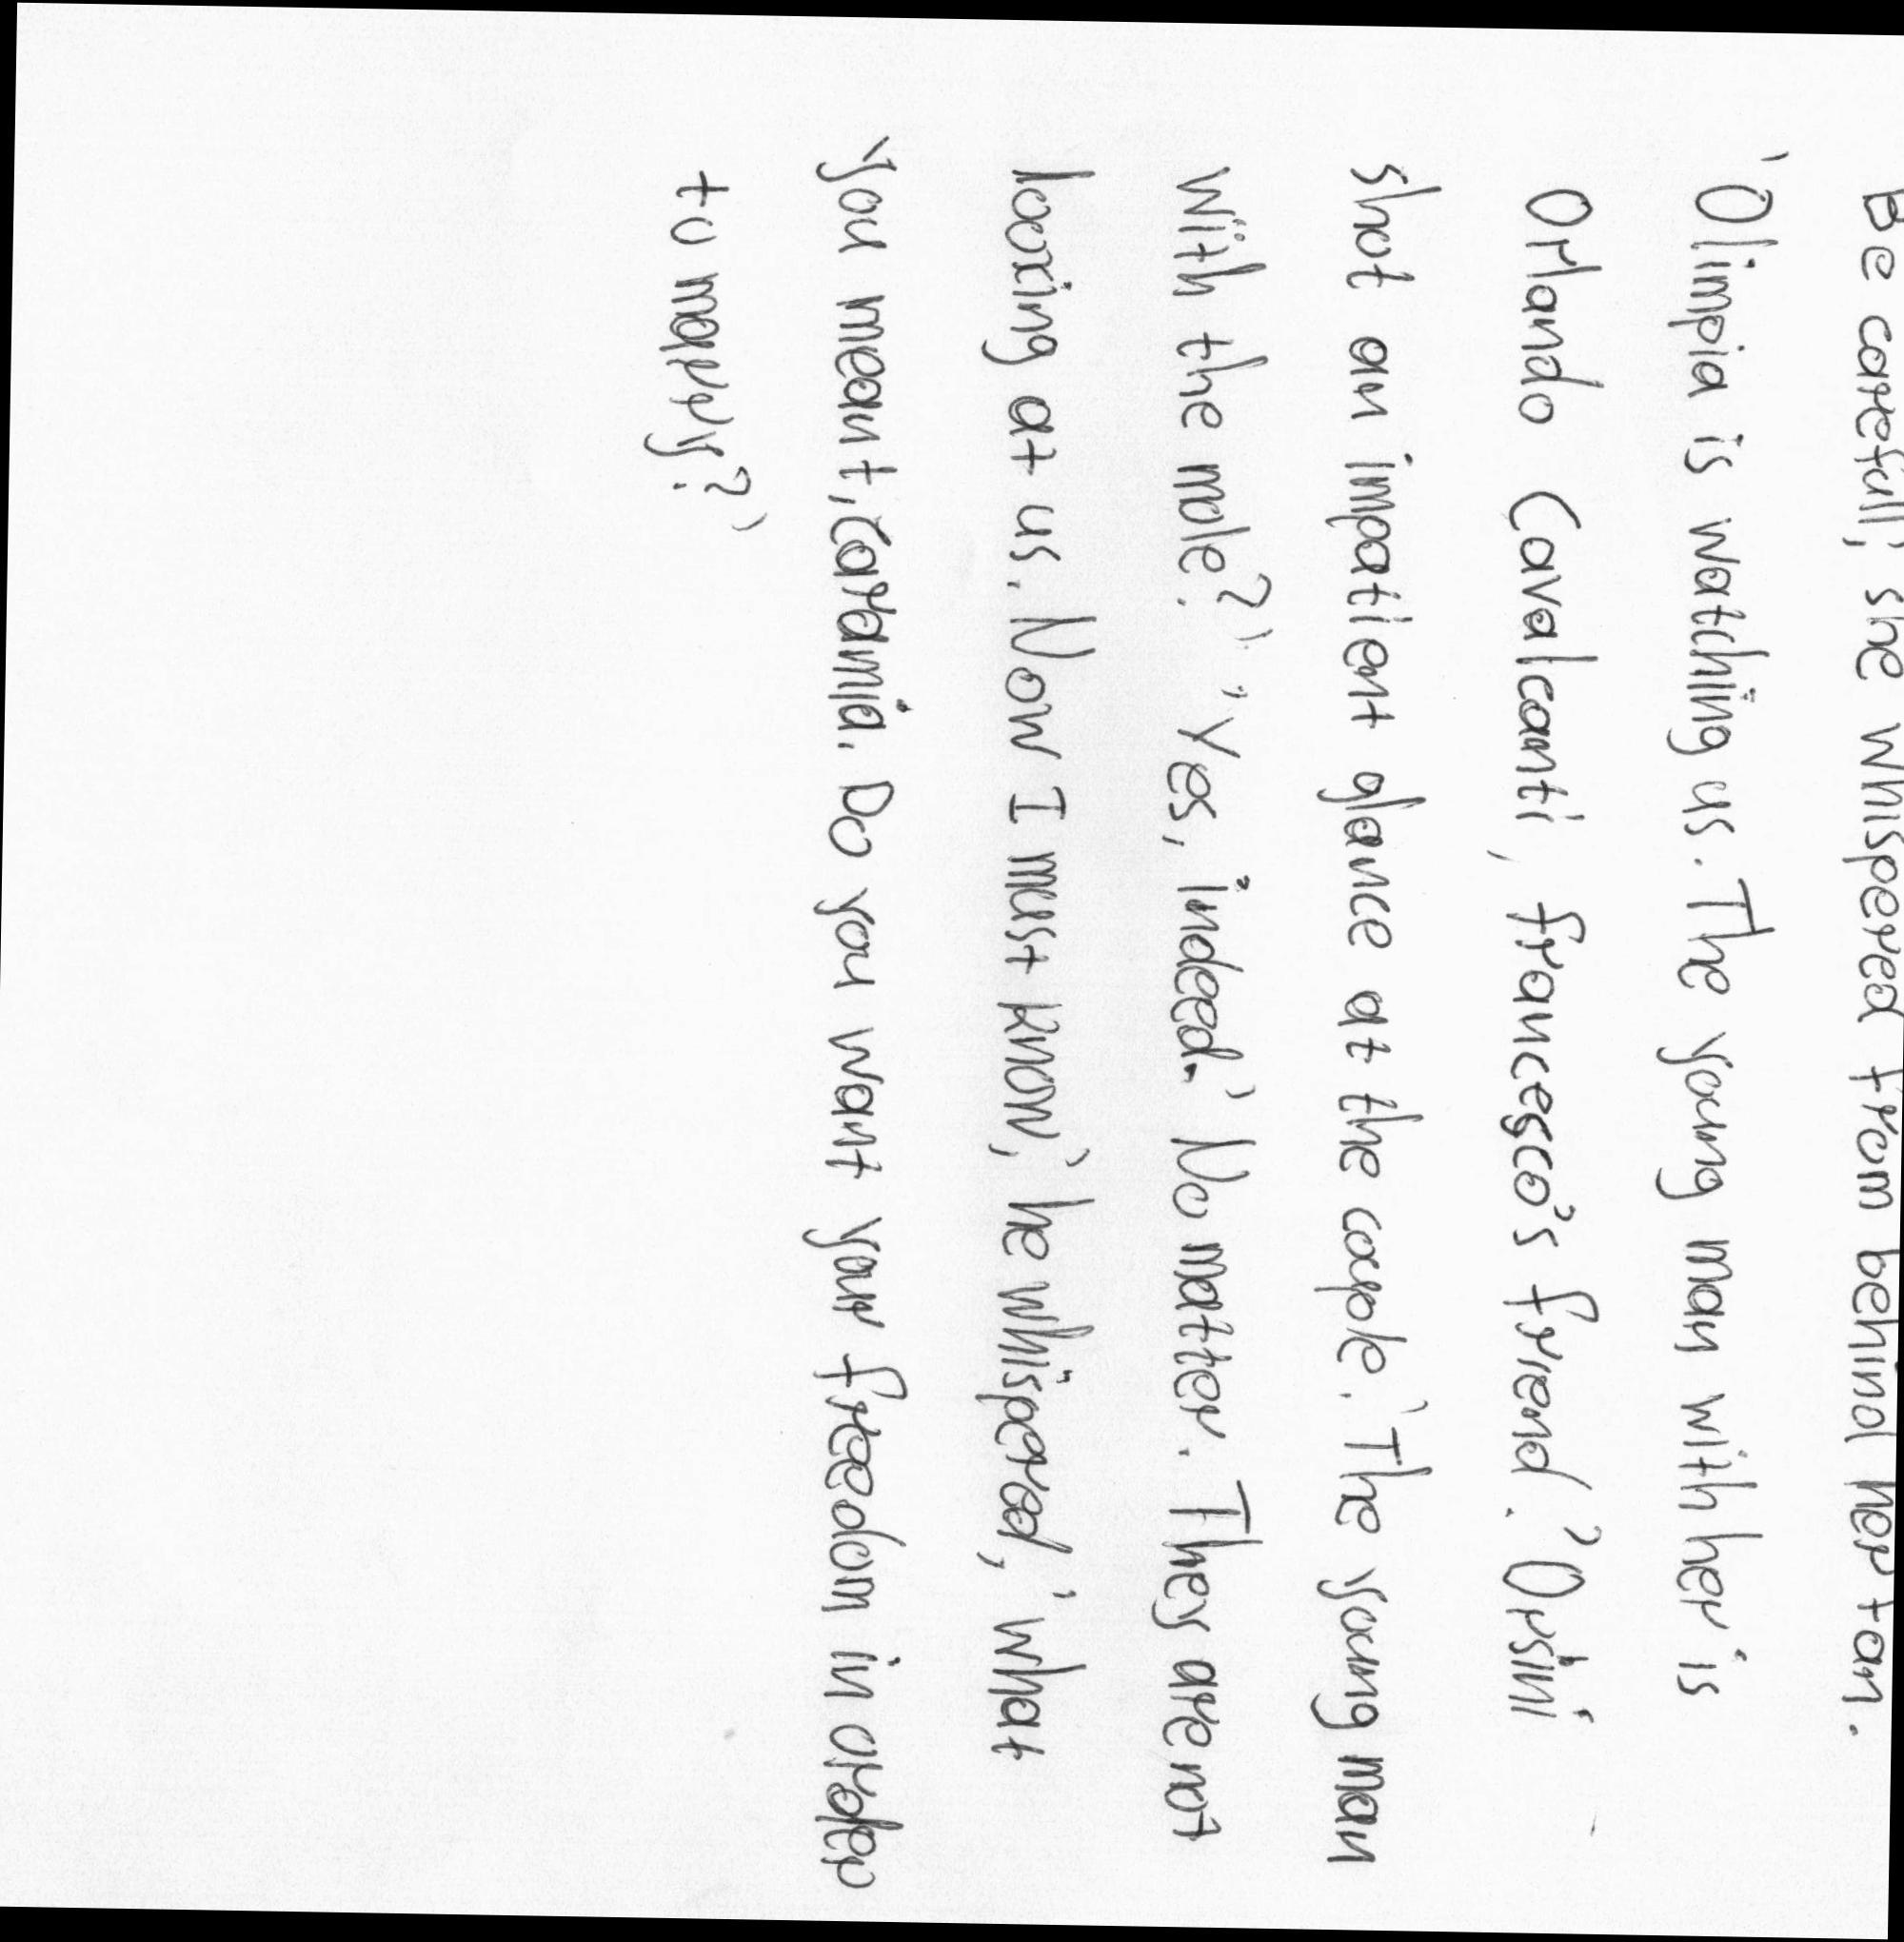 Be careful,' she whispered from behind her fan.
'Olimpia is watching us. The young man with her is
Orlando Cavalcanti, francesco's friend.' Orsini
shot an impatient glance at the couple. 'The young man
with the mole?' 'Yes, indeed.' No matter. They are not
looking at us. Now I must know,' he whispered, 'what
you meant, Caramia. Do you want your freedom in order
to marry?'